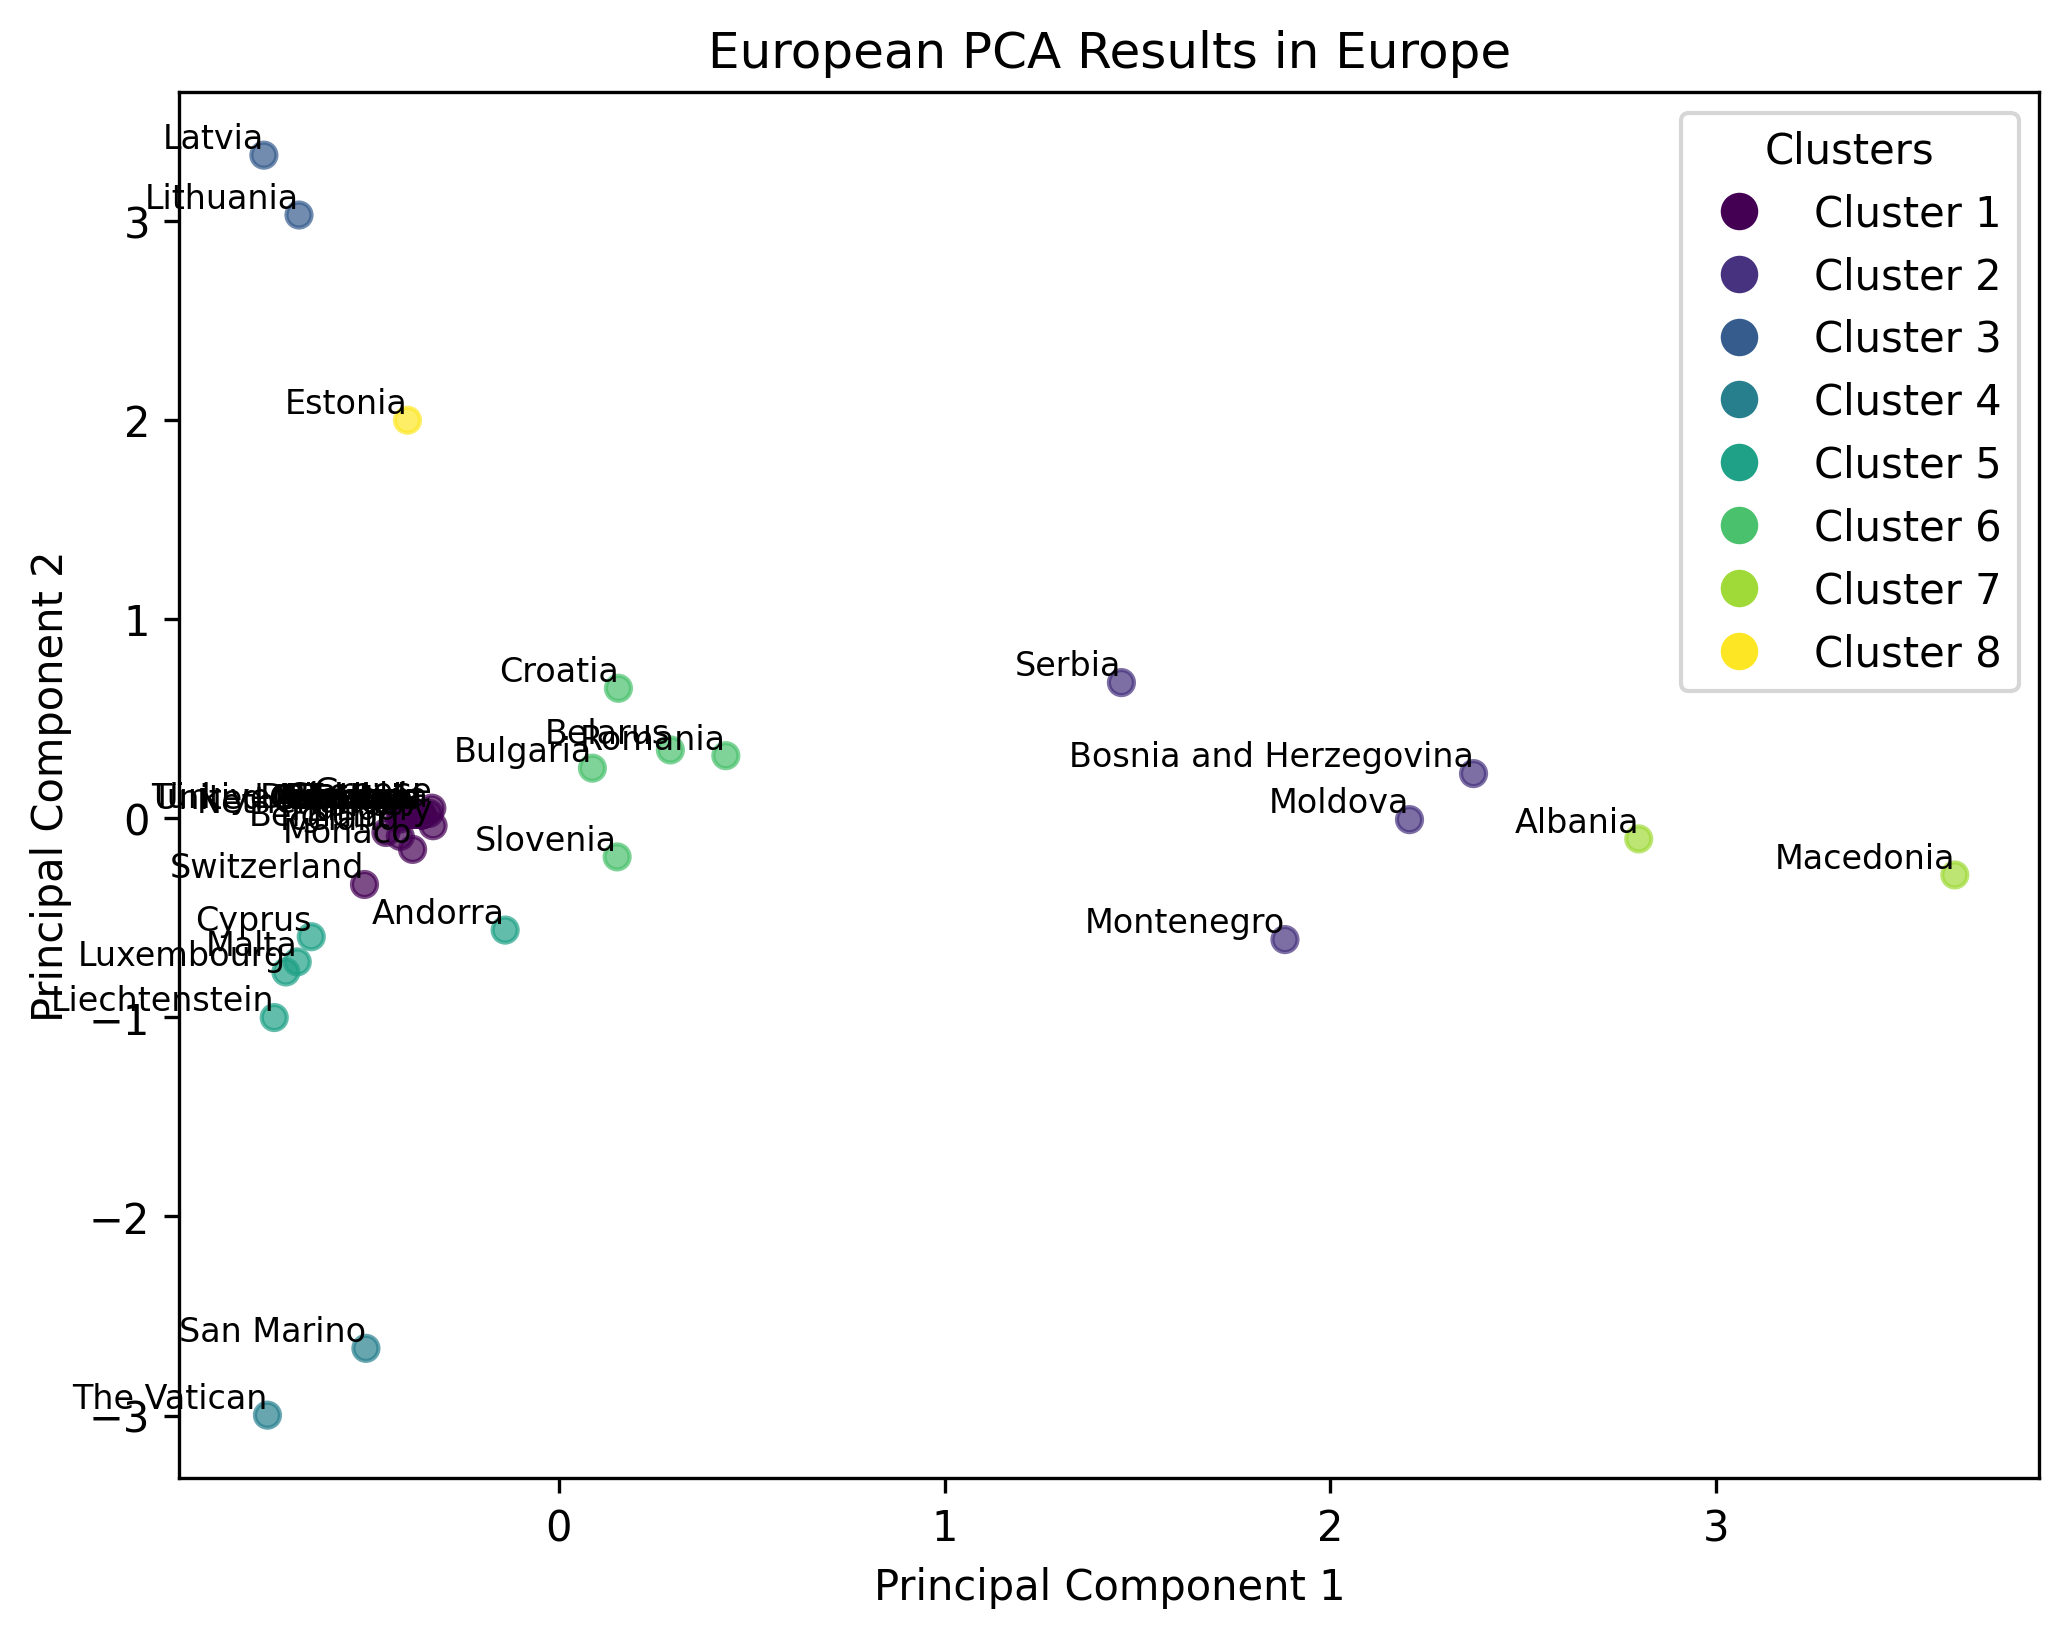 European PCA Results in Europe
Latvia
Lithuania
3
Estonia
2
1
Croatia
Serbia
Belarus
Romania
Bulgaria
Bosnia and Herzegovina
Moldova
Albania
Macedonia
0
Monaco
Slovenia
Switzerland
Andorra
Cyprus
Montenegro
Malta
Luxembourg
Liechtenstein
−1
−2
San Marino
The Vatican
−3
0
1
2
3
Principal Component 1
Principal Component 2
Clusters
Cluster 1
Cluster 2
Cluster 3
Cluster 4
Cluster 5
Cluster 6
Cluster 7
Cluster 8